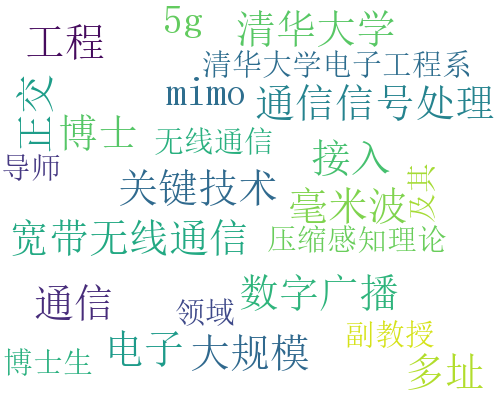 5g
清华大学
工程
清华大学电子工程系
mimo
通信信号处理
正交
博士
无线通信
导师
接入
关键技术
毫米波
及其
宽带无线通信
压缩感知理论
数字广播
通信
领域
副教授
电子
大规模
博士生
多址